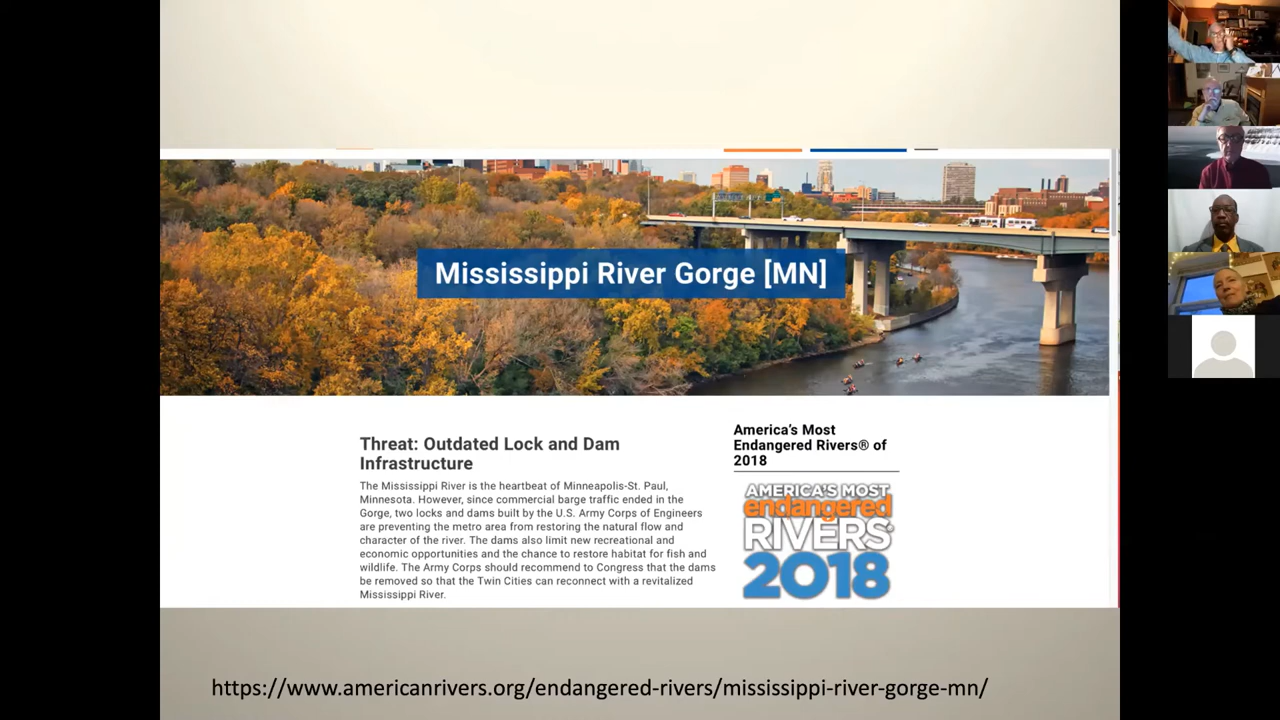 Mississippi River Gorge [MN]
Threat: Outdated Lock and Dam
Infrastructure
The Mississippi River is the heartbeat of Minneapolis-St. Paul,
Minnesota. However, since commercial barge traffic ended in the
Gorge, two locks and dams built by the U.S. Army Corps of Engineers
are preventing the metro area from restoring the natural flow and
character of the river. The dams also limit new recreational and
economic opportunities and the chance to restore habitat for fish and
wildlife. The Army Corps should recommend to Congress that the dams
be removed so that the Twin Cities can reconnect with a revitalized
Mississippi River.
America's Most
Endangered Rivers® of
2018
AMERICA'S MOST
endangered
RIVERS®
2018
https://www.americanrivers.org/endangered-rivers/mississippi-river-gorge-mn/